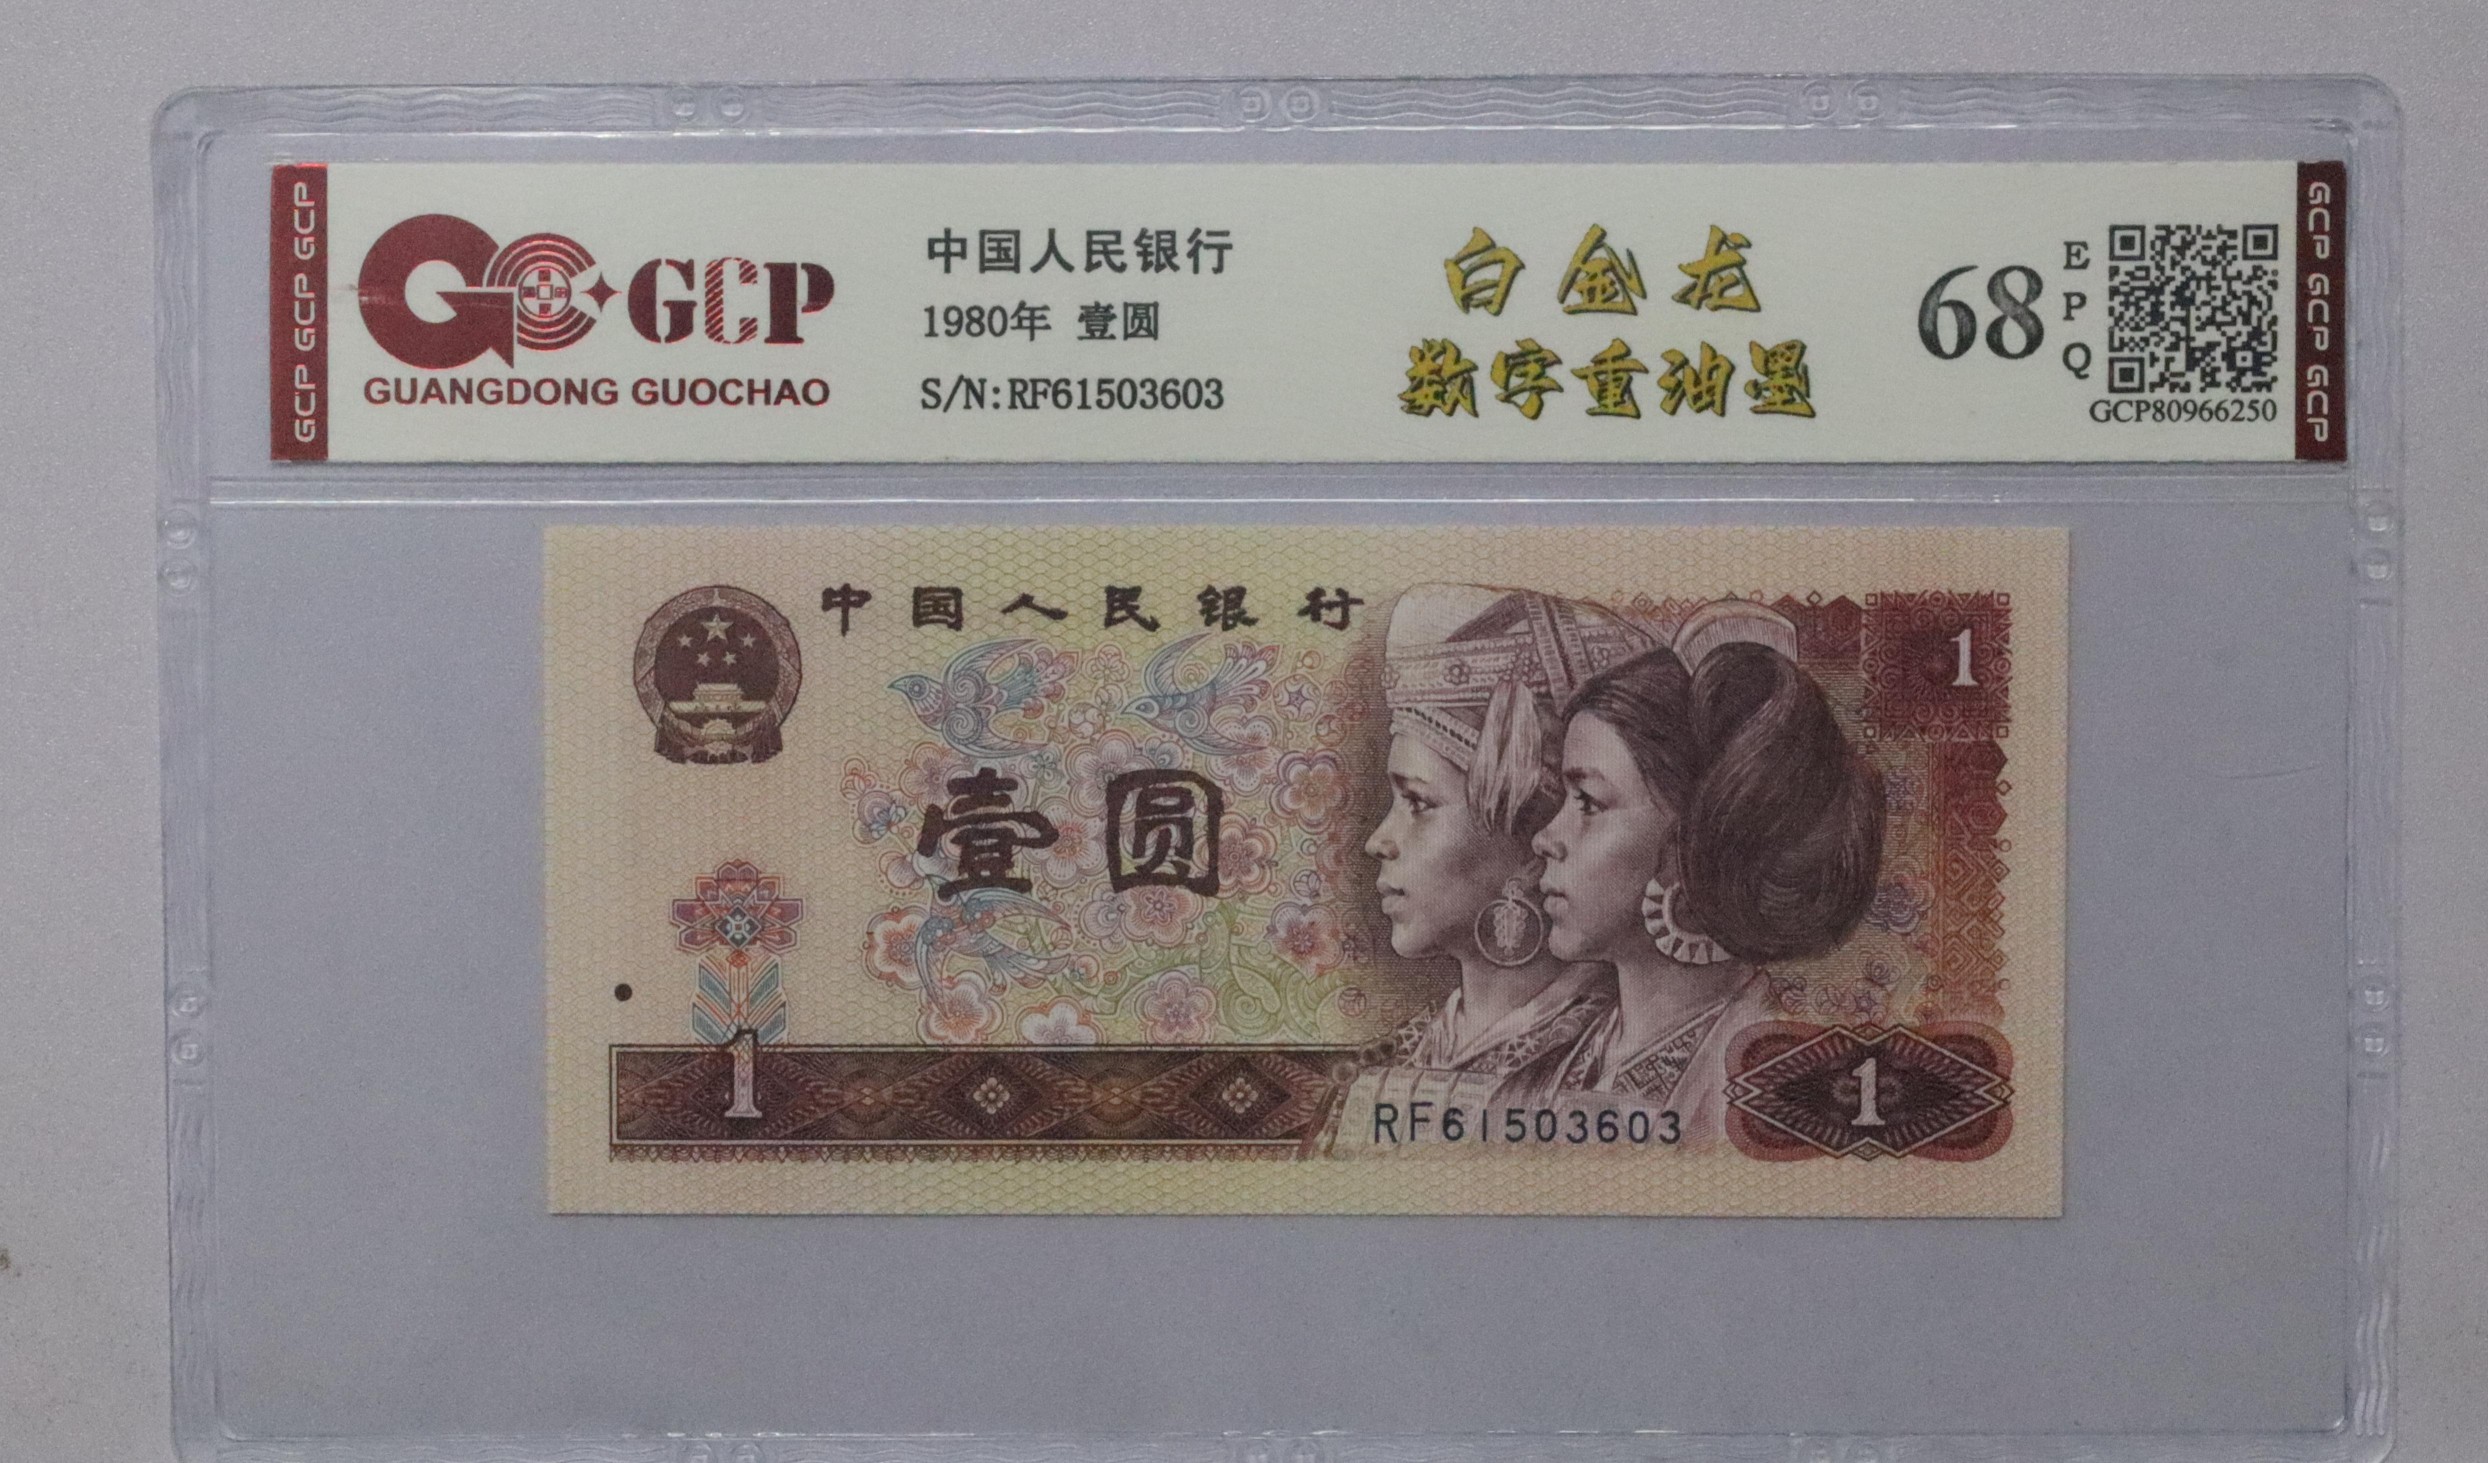 GCP GCP GCP
GCP
GUANGDONG GUOCHAO
中国人民银行
1980年 壹圆
S/N:RF61503603
白金龙
数字重油墨
68
E
P
Q
GCP80966250
GCP GCP GCP
中国人民银行
1
壹圆
1
RF61503603
1